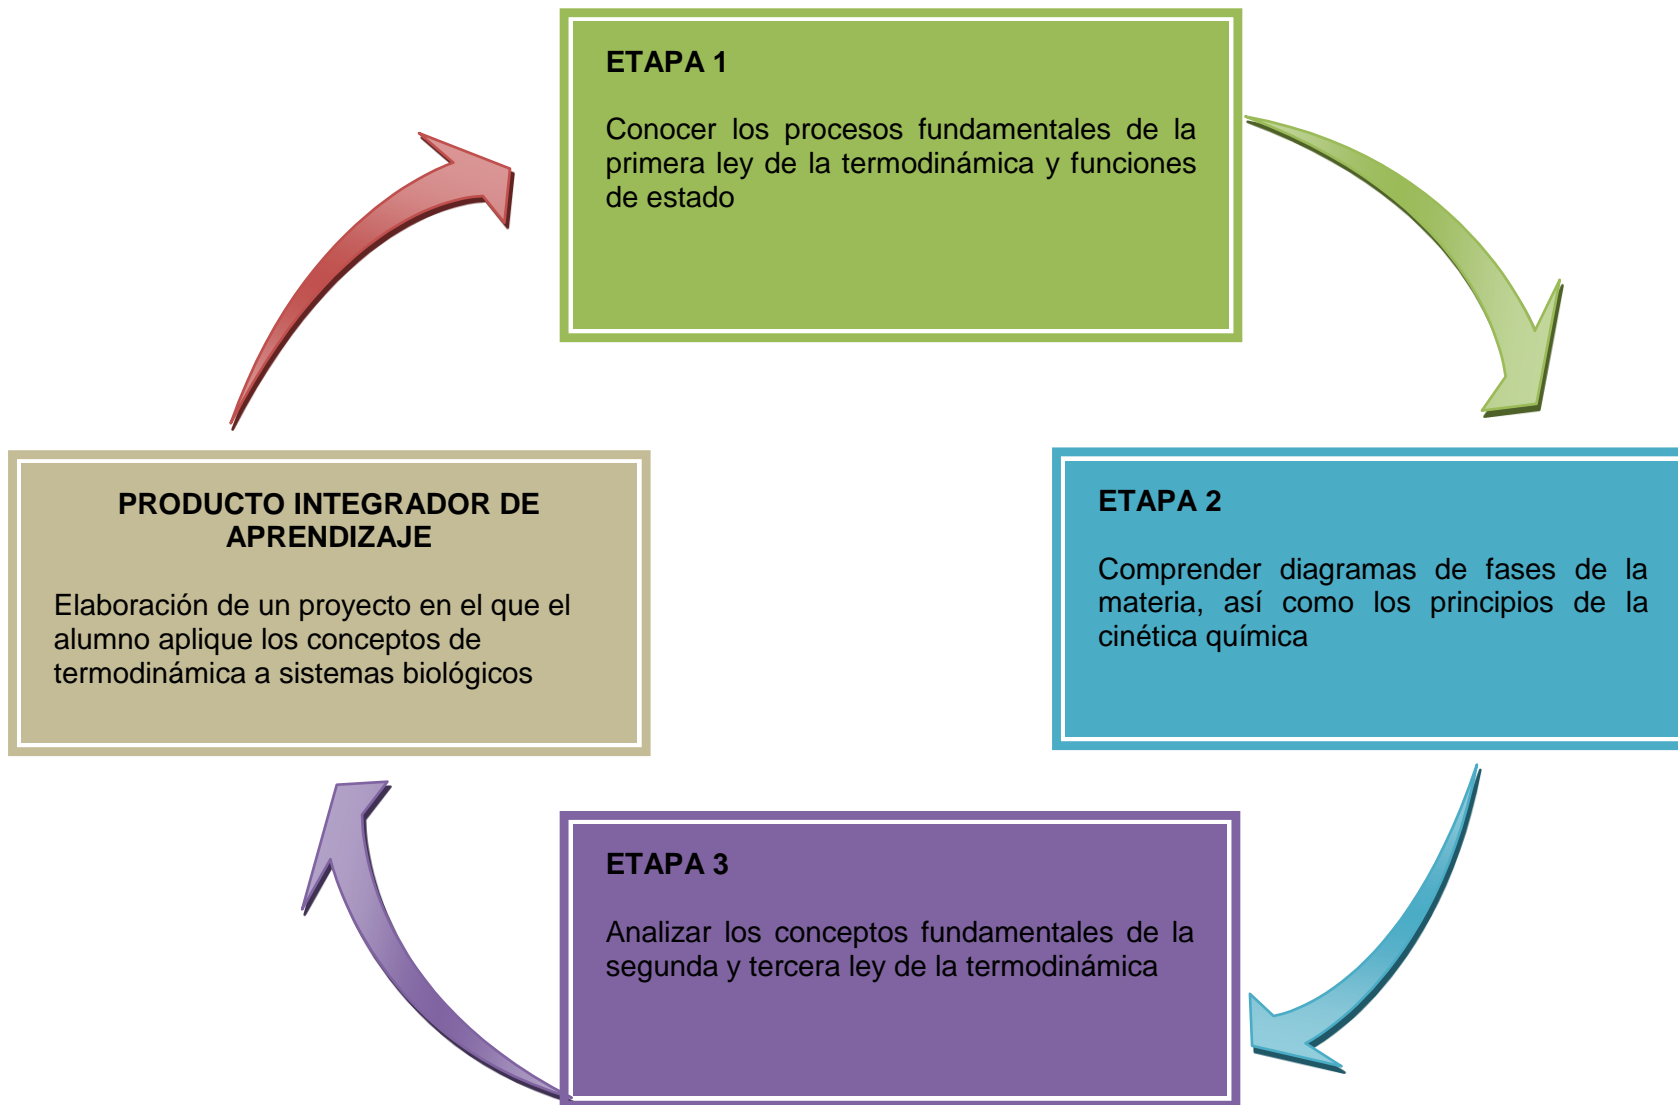 ETAPA 1
Conocer los procesos fundamentales de la
primera ley de la termodinámica y funciones
de estado
PRODUCTO INTEGRADOR DE
APRENDIZAJE
Elaboración de un proyecto en el que el
alumno aplique los conceptos de
termodinámica a sistemas biológicos
ETAPA 2
Comprender diagramas de fases de la
materia, así como los principios de la
cinética química
ETAPA 3
Analizar los conceptos fundamentales de la
segunda y tercera ley de la termodinámica